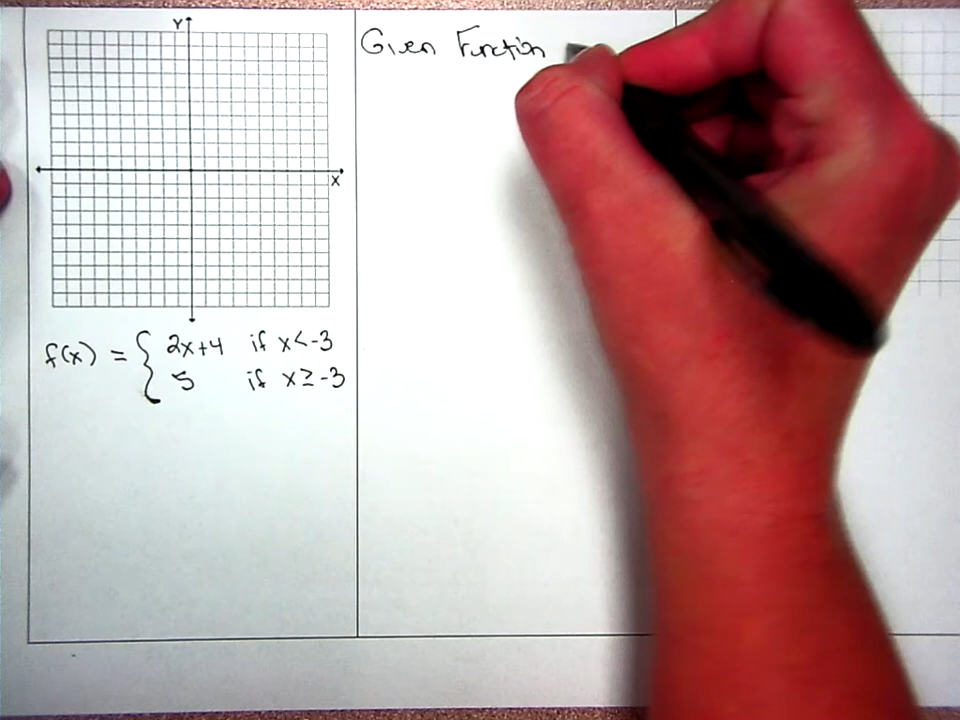 Y
X
Given Function
f(x) = { 2x+4 if x<-3
5 if x≥-3